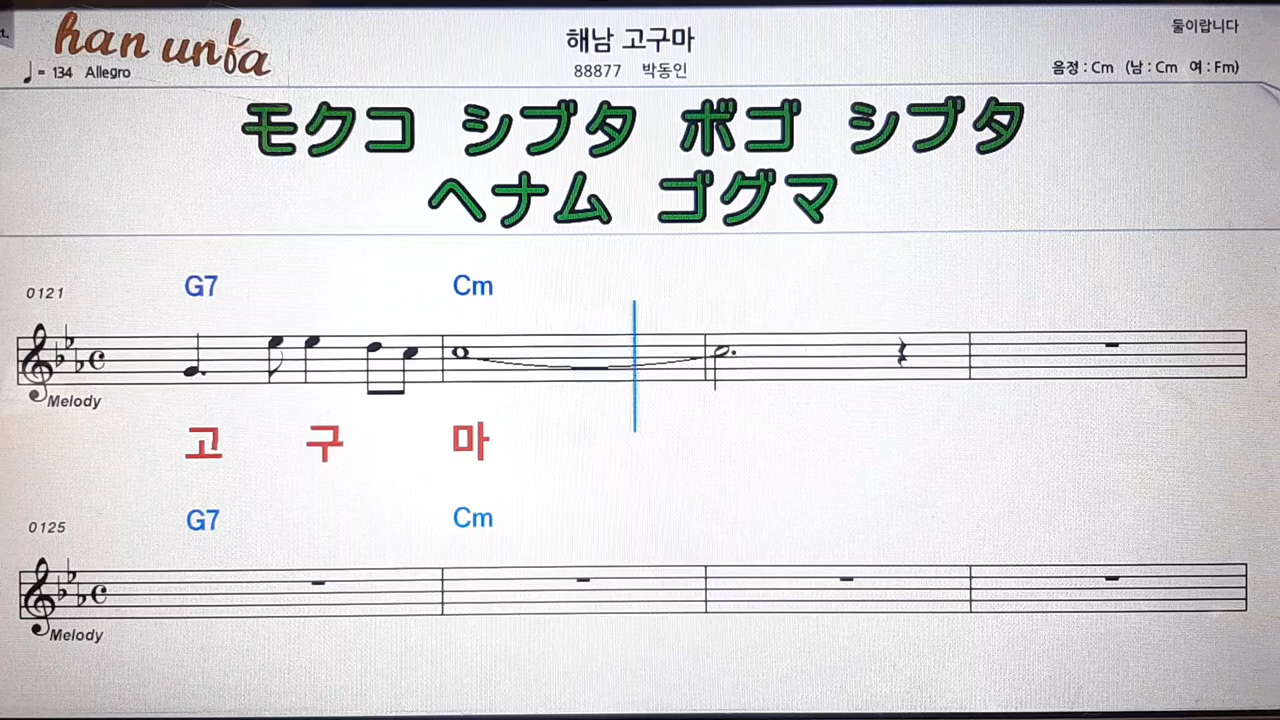 han unfa
둘이랍니다
해남 고구마
♩= 134 Allegro
88877 박동인
음정 : Cm (남 : Cm 여 : Fm)
モクコ シブタ ボゴ シブタ
ヘナム ゴグマ
G7 Cm
0121
Melody
고 구 마
G7 Cm
0125
Melody